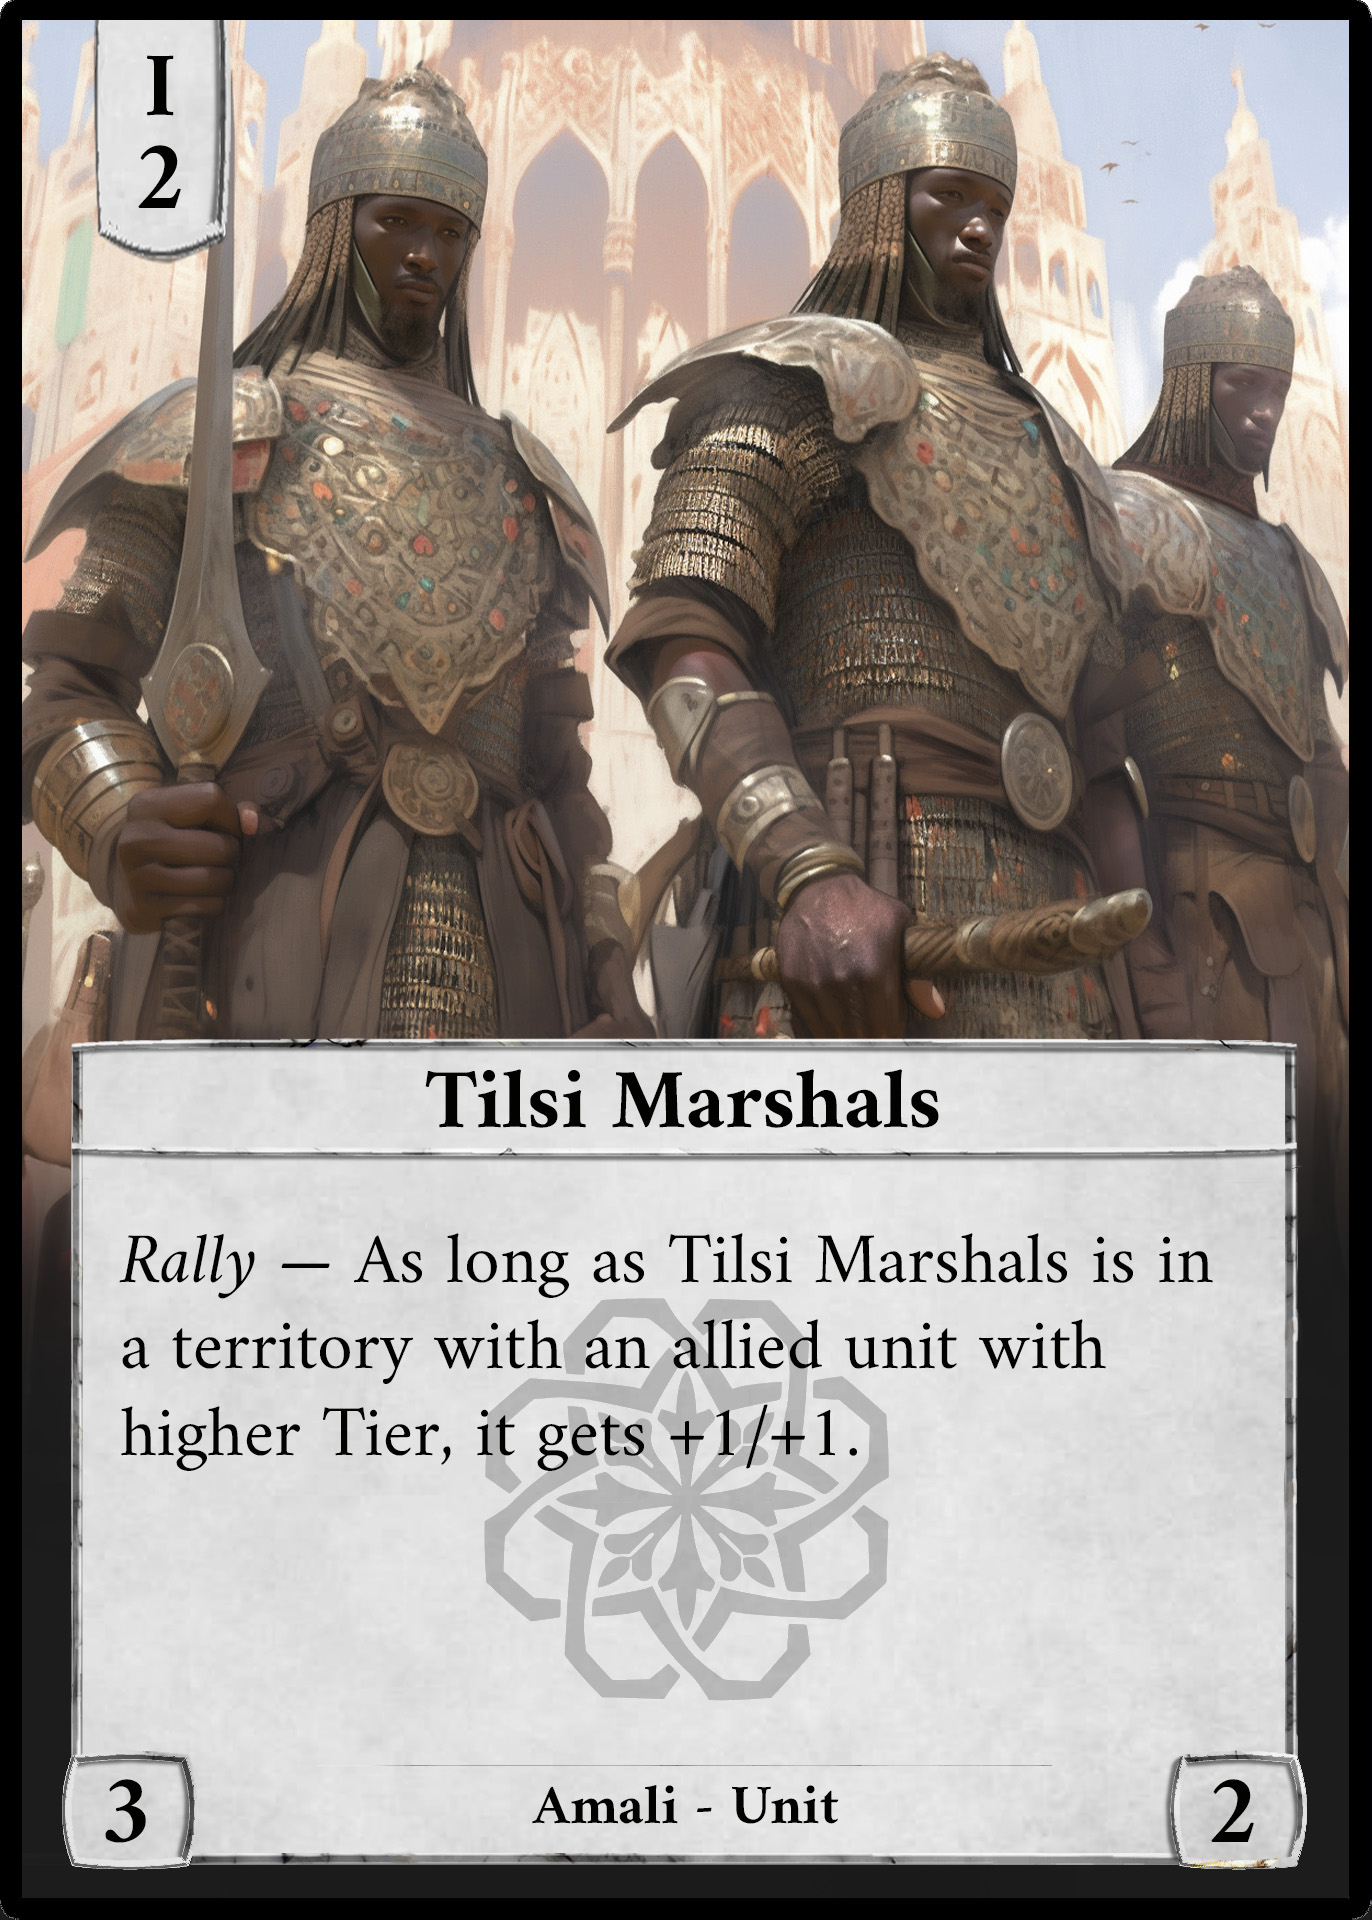 I
2
Tilsi Marshals
Rally — As long as Tilsi Marshals is in
a territory with an allied unit with
higher Tier, it gets +1/+1.
3
Amali - Unit
2